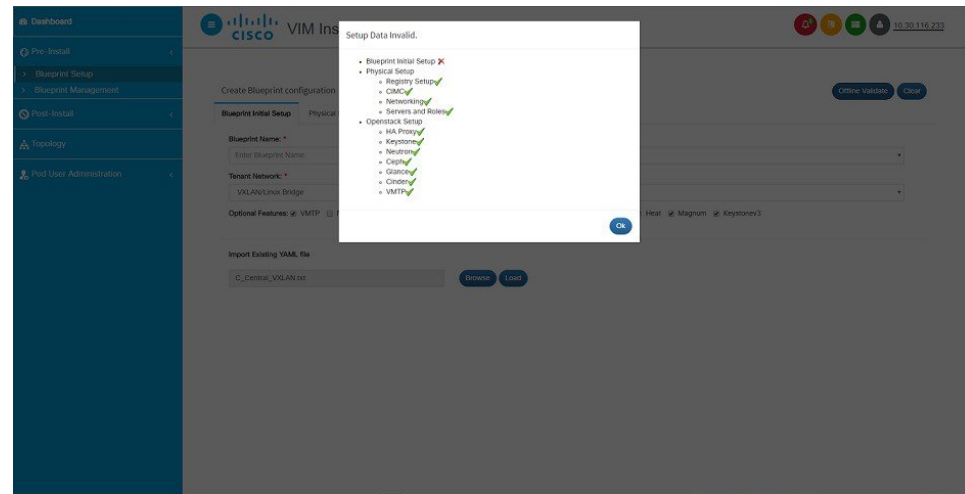 Dashboard
CISCO VIM Ins
10.30.116.233
Pre-Install
Blueprint Setup
Blueprint Management
Post-Install
Topology
Pod User Administration
Setup Data Invalid.
Blueprint Initial Setup
Physical Setup
Registry Setup
CIMC
Networking
Servers and Roles
Openstack Setup
HA Proxy
Keystone
Neutron
Ceph
Glance
Cinder
VMTP
Ok
Create Blueprint configuration
Offline Validate Clear
Blueprint Initial Setup Physical
Blueprint Name: *
Enter Blueprint Name
Tenant Network: *
VXLAN/Linux Bridge
Optional Features: VMTP Heat Magnum Keystonev3
Import Existing YAML file
C_Central_VXLAN.txt Browse Load